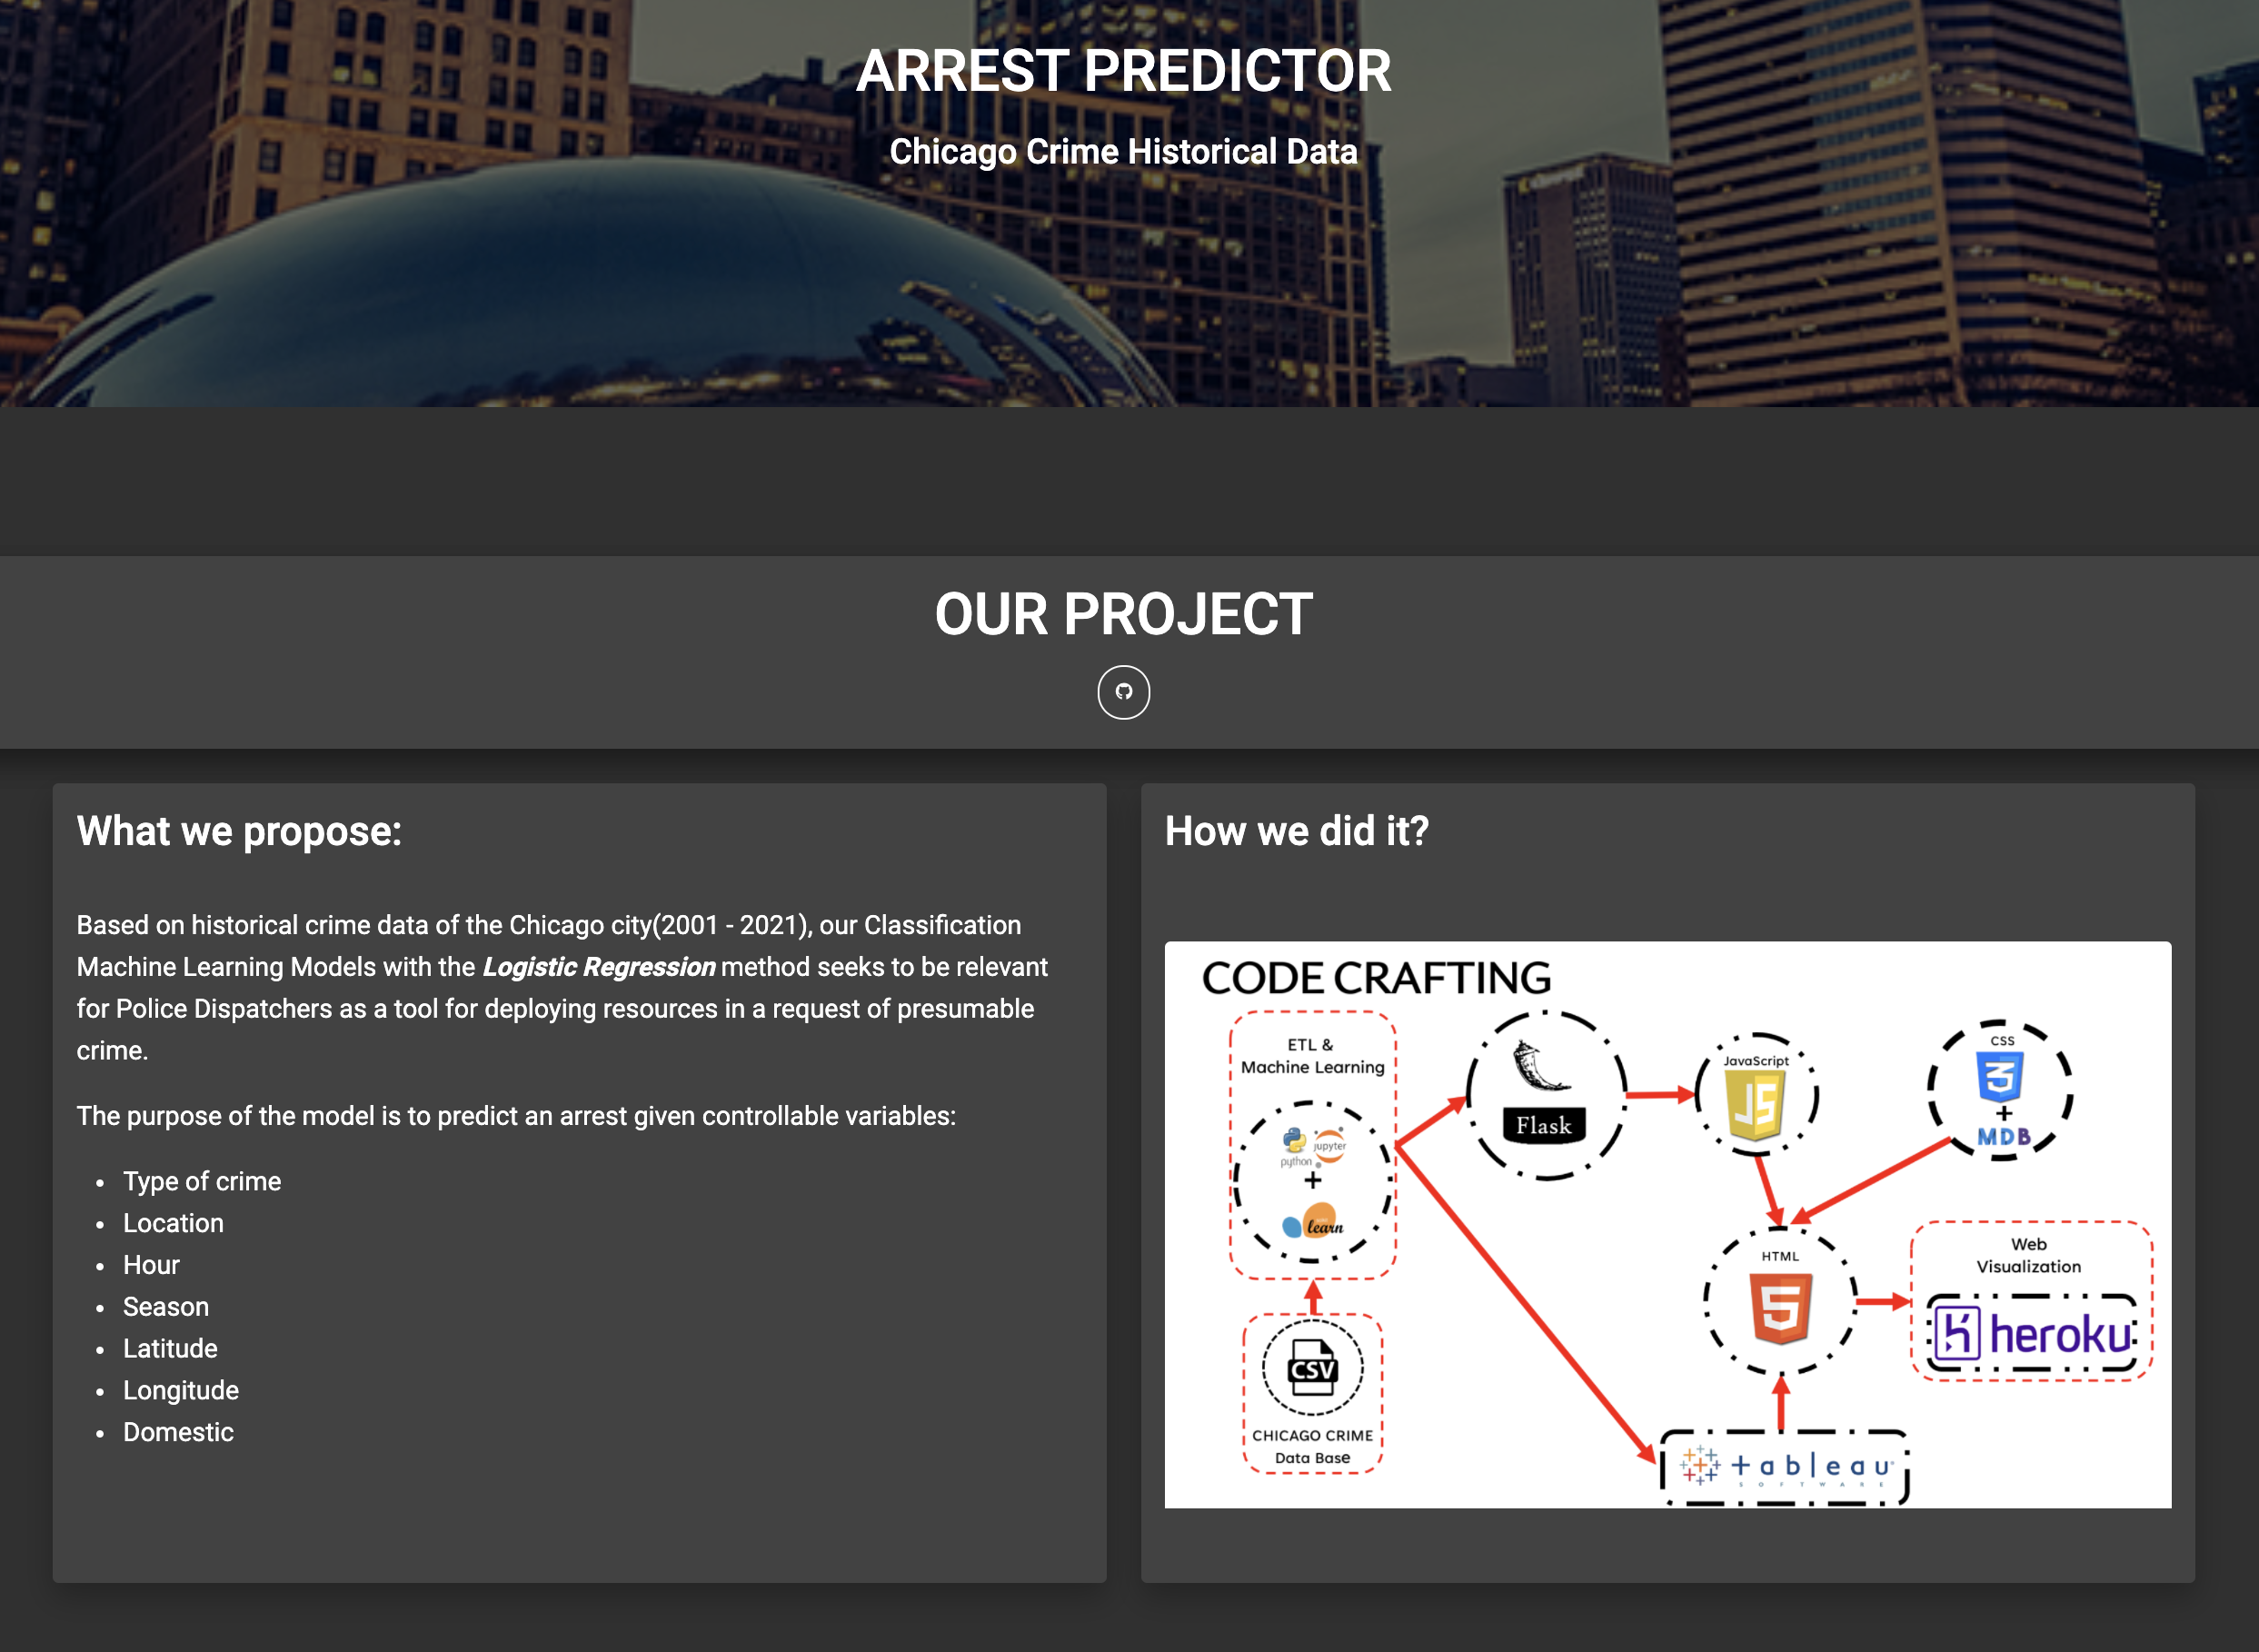 ARREST PREDICTOR
Chicago Crime Historical Data
OUR PROJECT
What we propose:
Based on historical crime data of the Chicago city(2001 - 2021), our Classification
Machine Learning Models with the Logistic Regression method seeks to be relevant
for Police Dispatchers as a tool for deploying resources in a request of presumable
crime.
The purpose of the model is to predict an arrest given controllable variables:
• Type of crime
• Location
• Hour
• Season
• Latitude
• Longitude
• Domestic
How we did it?
CODE CRAFTING
ETL &
Machine Learning
python
jupyter
+
learn
CSV
CHICAGO CRIME
Data Base
Flask
JavaScript
JS
CSS
3
+
MDB
HTML
5
Web
Visualization
heroku
+ableau
SOFTWARE